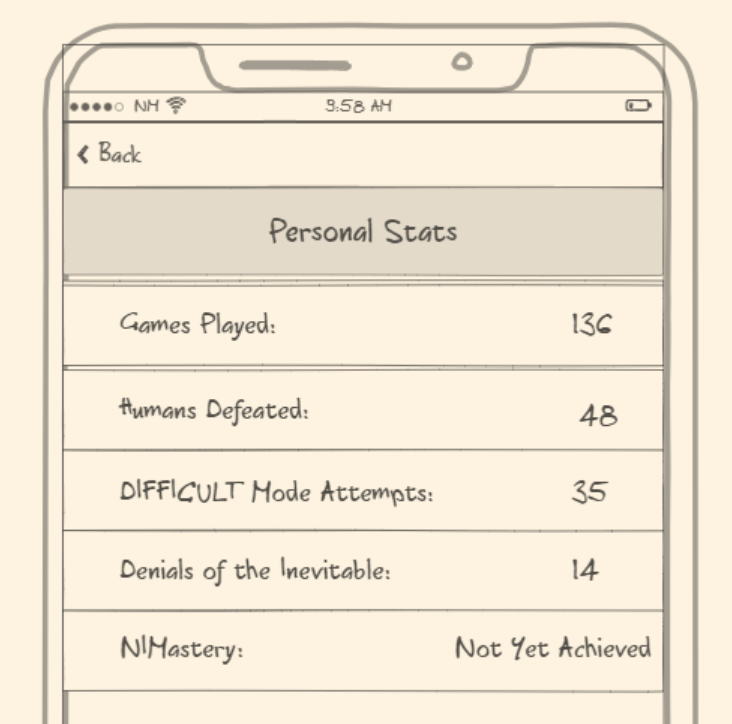 NM 9:58 AM
Back
Personal Stats
Games Played: 136
Humans Defeated: 48
DIFFICULT Mode Attempts: 35
Denials of the Inevitable: 14
NIMastery: Not Yet Achieved